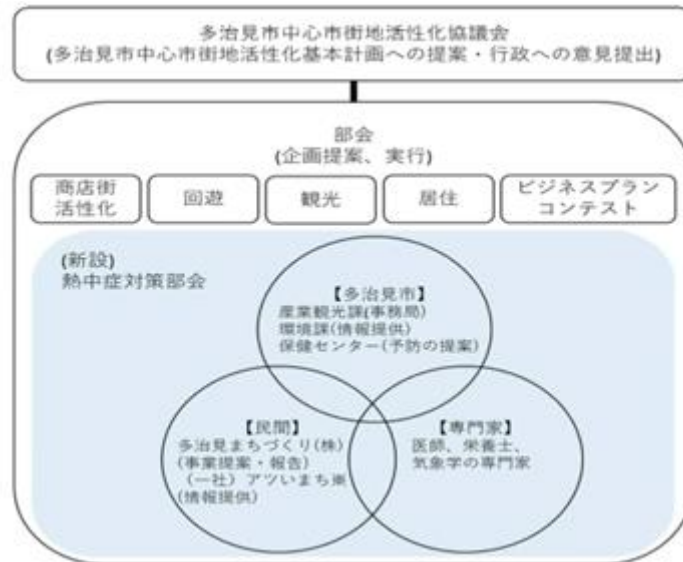 多治見市中心市街地活性化協議会
(多治見市中心市街地活性化基本計画への提案・行政への意見提出)
部会
(企画提案、実行)
商店街
活性化
回遊
観光
居住
ビジネスプラン
コンテスト
(新設)
熱中症対策部会
【多治見市】
産業観光課(事務局)
環境課(情報提供)
保健センター(予防の提案)
【民間】
多治見まちづくり(株)
(事業提案・報告)
(一社)アツいまち※
(情報提供)
【専門家】
医師、栄養士、
気象学の専門家